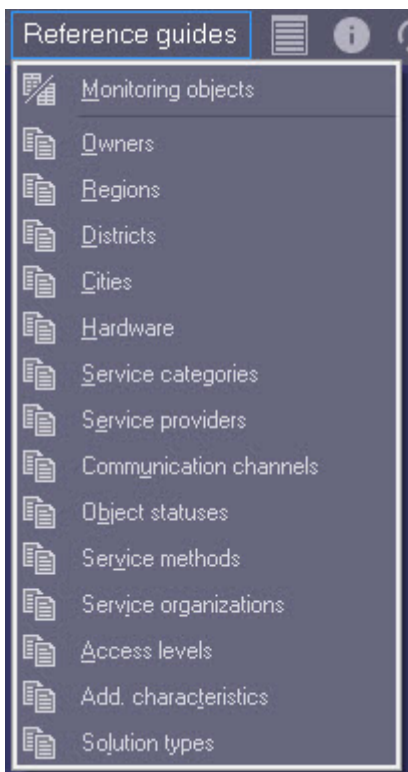 Reference guides
Monitoring objects
Owners
Regions
Districts
Cities
Hardware
Service categories
Service providers
Communication channels
Object statuses
Service methods
Service organizations
Access levels
Add. characteristics
Solution types